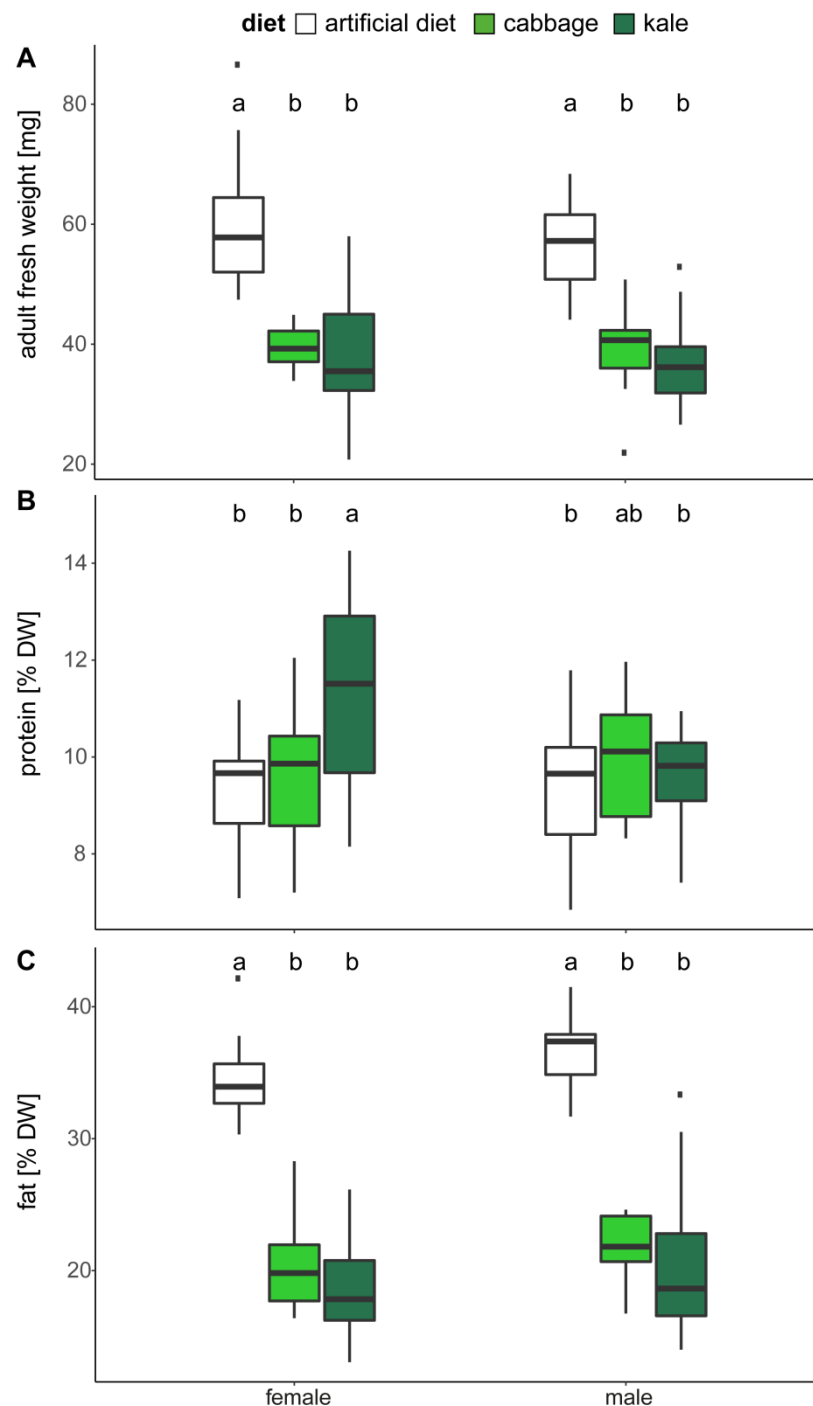 diet artificial diet cabbage kale
A
a b b a b b
80
60
40
20
adult fresh weight [mg]
B
b b a b ab b
14
12
10
8
protein [% DW]
C
a b b a b b
40
30
20
fat [% DW]
female male